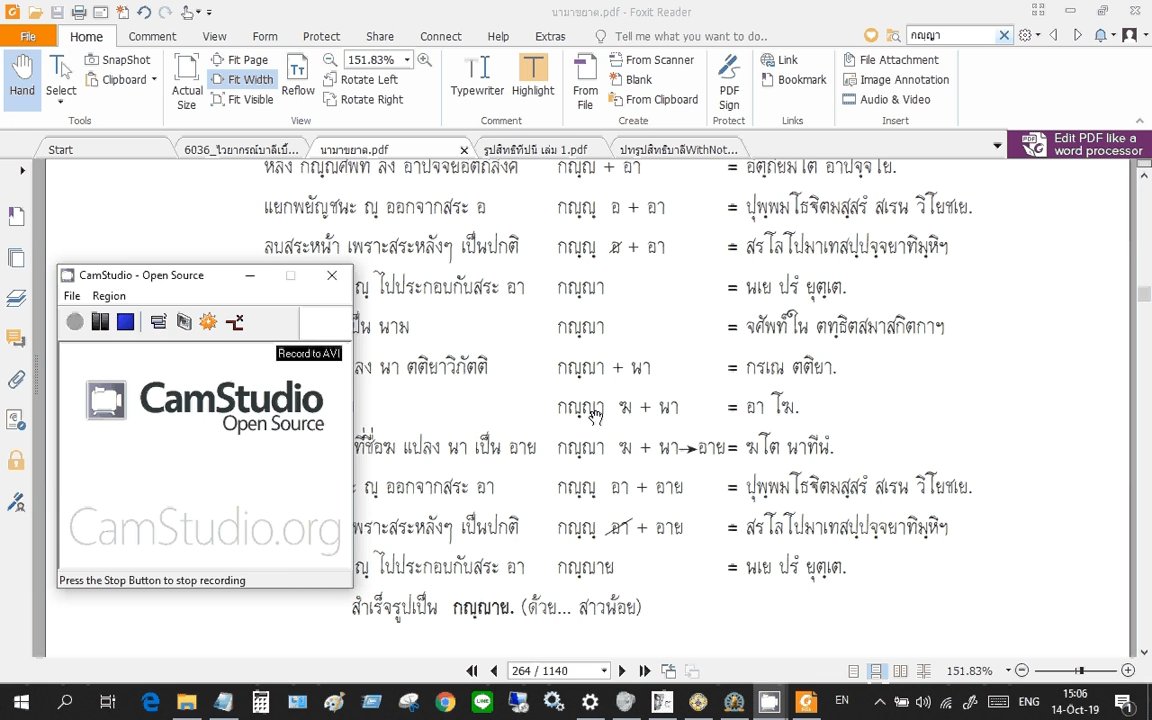 นามาขยาต.pdf - Foxit Reader
File Home Comment View Form Protect Share Connect Help Extras Tell me what you want to do.. กญฺญา
Hand Select SnapShot Clipboard Actual Size Fit Page Fit Width Fit Visible Reflow 151.83% Rotate Left Rotate Right Typewriter Highlight From File From Scanner Blank From Clipboard PDF Sign Link Bookmark File Attachment Image Annotation Audio & Video
Tools View Comment Create Protect Links Insert
Start 6036_ไวยากรณ์บาลีเบื้... นามาขยาต.pdf รูปสิทธิทีปนี เล่ม 1.pdf ปทรูปสิทธิบาลีWithNot... Edit PDF like a word processor
หลัง กญฺญศัพท์ ลง อาปัจจัยอิตถีลิงค์ กญฺญ + อา = อิตฺถิยมโต อาปจฺจโย.
แยกพยัญชนะ ญฺ ออกจากสระ อ กญฺญฺ อ + อา = ปุพฺพมโธฐิตมสฺสรํ สเรน วิโยชเย.
ลบสระหน้า เพราะสระหลังๆ เป็นปกติ กญฺญฺ อ + อา = สรโลโปมาเทสปฺปจฺจยาทิมฺหิฯ
ญฺ ไปประกอบกับสระ อา กญฺญา = นเย ปรํ ยุตฺเต.
เป็น นาม กญฺญา = จศัพท์ใน ตทฺธิตสมาสกิตกาฯ
ลง นา ตติยาวิภัตติ กญฺญา + นา = กรเณ ตติยา.
กญฺญา ฆ + นา = อา โฆ.
ที่ชื่อฆ แปลง นา เป็น อาย กญฺญา ฆ + นา→อาย = ฆโต นาทีนํ.
ญฺ ออกจากสระ อา กญฺญฺ อา + อาย = ปุพฺพมโธฐิตมสฺสรํ สเรน วิโยชเย.
พราะสระหลังๆ เป็นปกติ กญฺญฺ อา + อาย = สรโลโปมาเทสปฺปจฺจยาทิมฺหิฯ
ญฺ ไปประกอบกับสระ อา กญฺญาย = นเย ปรํ ยุตฺเต.
สำเร็จรูปเป็น กญฺญาย. (ด้วย... สาวน้อย)
CamStudio - Open Source
File Region
Record to AVI
CamStudio
Open Source
CamStudio.org
Press the Stop Button to stop recording
264 / 1140 151.83%
EN ENG 15:06
14-Oct-19